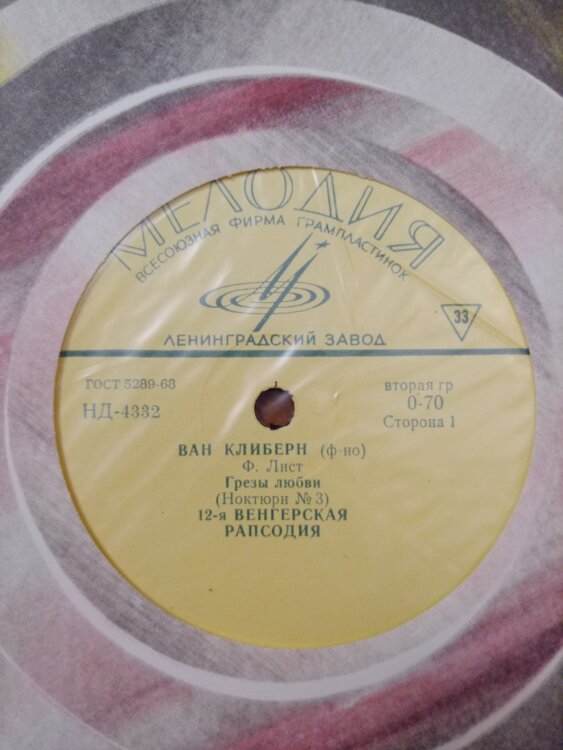 МЕЛОДИЯ
ВСЕСОЮЗНАЯ ФИРМА ГРАМПЛАСТИНОК
ЛЕНИНГРАДСКИЙ ЗАВОД
33
ГОСТ 5289-68
НД-4332
вторая гр
0-70
Сторона 1
ВАН КЛИБЕРН (ф-но)
Ф. Лист
Грезы любви
(Ноктюрн № 3)
12-я ВЕНГЕРСКАЯ
РАПСОДИЯ